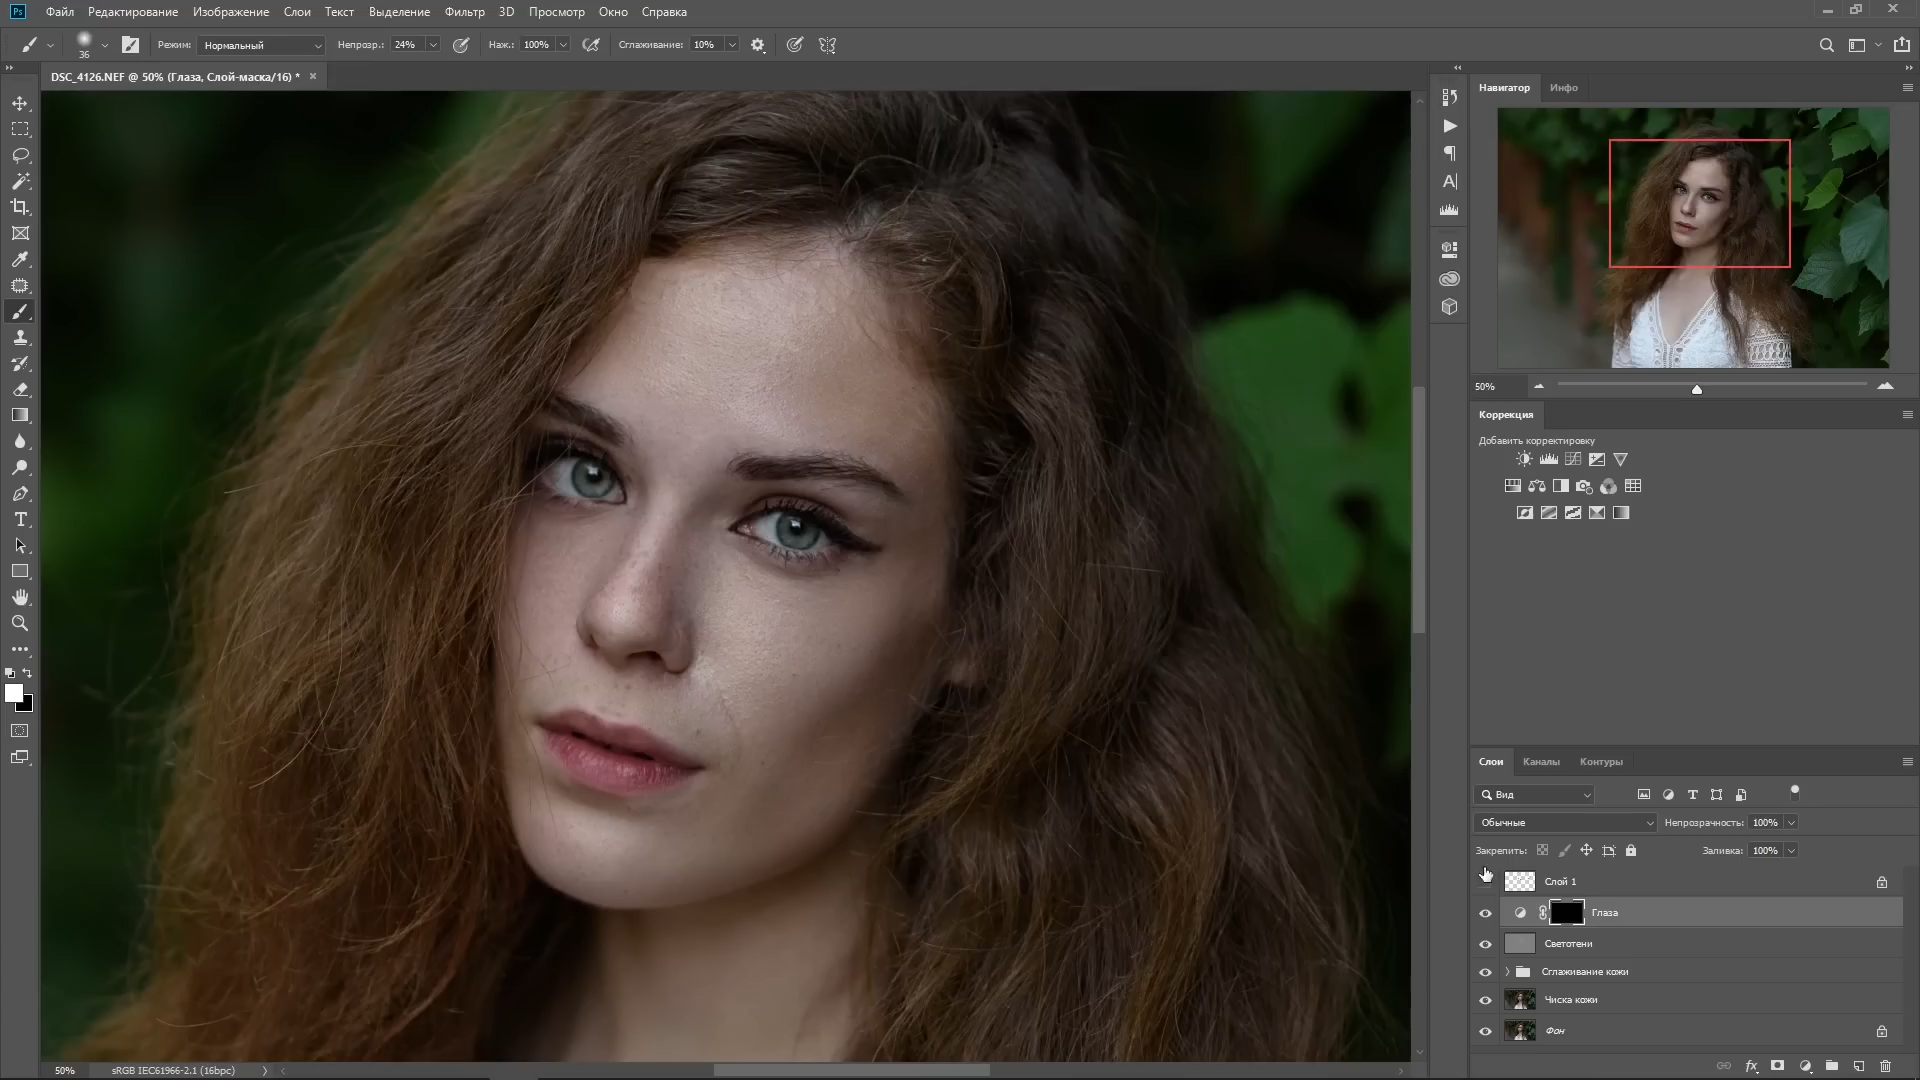 Ps Файл Редактирование Изображение Слои Текст Выделение Фильтр 3D Просмотр Окно Справка
36 Режим: Нормальный Непрозр.: 24% Наж.: 100% Сглаживание: 10%
DSC_4126.NEF @ 50% (Глаза, Слой-маска/16) *
Навигатор Инфо
50%
Коррекция
Добавить корректировку
Слои Каналы Контуры
Вид
Обычные Непрозрачность: 100%
Закрепить: Заливка: 100%
Слой 1
Глаза
Светотени
Сглаживание кожи
Чиска кожи
Фон
50% sRGB IEC61966-2.1 (16bpc)